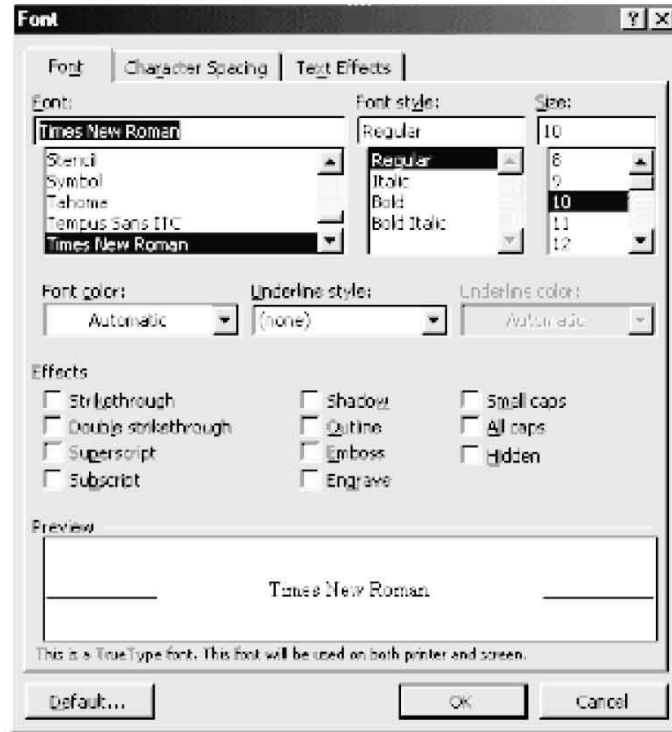 Font
Font Character Spacing Text Effects
Font: Font style: Size:
Times New Roman Regular 10
Stencil Regular 8
Symbol Italic 9
Tahoma Bold 10
Tempus Sans ITC Bold Italic 11
Times New Roman 12
Font color: Underline style: Underline color:
Automatic (none) Automatic
Effects
Strikethrough Shadow Small caps
Double strikethrough Outline All caps
Superscript Emboss Hidden
Subscript Engrave
Preview
Times New Roman
This is a TrueType font. This font will be used on both printer and screen.
Default... OK Cancel